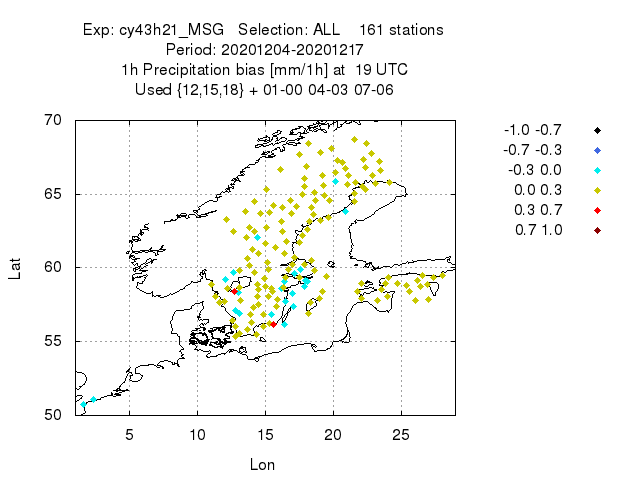 Exp: cy43h21_MSG   Selection: ALL    161 stations
Period: 20201204-20201217
1h Precipitation bias [mm/1h] at  19 UTC
Used {12,15,18} + 01-00 04-03 07-06
70
65
60
55
50
Lat
5 10 15 20 25
Lon
-1.0 -0.7
-0.7 -0.3
-0.3 0.0
0.0 0.3
0.3 0.7
0.7 1.0